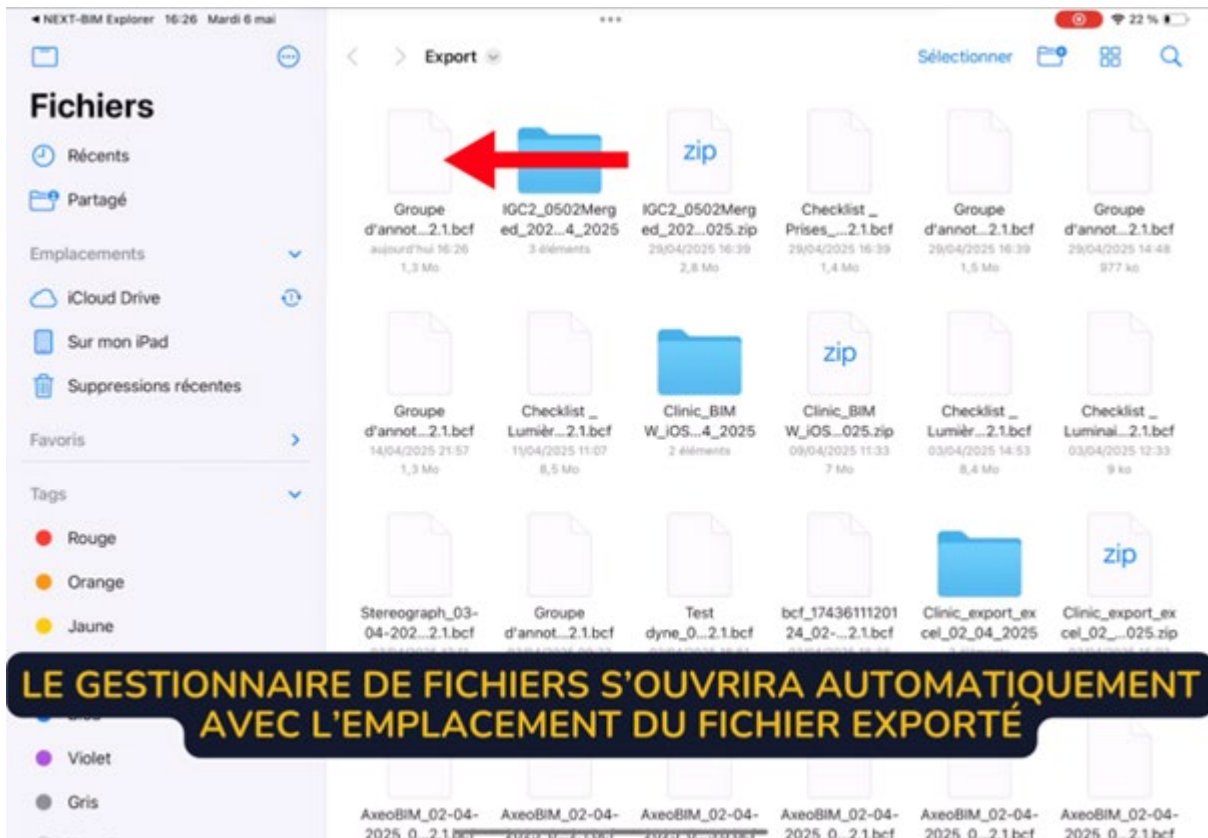 NEXT-BIM Explorer 16:26 Mardi 6 mai
22 %
Export
Sélectionner
Fichiers
Récents
Partagé
Emplacements
iCloud Drive
Sur mon iPad
Suppressions récentes
Favoris
Tags
Rouge
Orange
Jaune
Violet
Gris
zip
Groupe IGC2_0502Merg IGC2_0502Merg Checklist _ Groupe Groupe
d'annot...2.1.bcf ed_202...4_2025 ed_202...025.zip Prises_...2.1.bcf d'annot...2.1.bcf d'annot...2.1.bcf
aujourd'hui 16:26 3 éléments 29/04/2025 16:39 29/04/2025 16:39 29/04/2025 16:39 29/04/2025 14:48
1,3 Mo 2,8 Mo 1,4 Mo 1,5 Mo 977 ko
zip
Groupe Checklist _ Clinic_BIM Clinic_BIM Checklist _ Checklist _
d'annot...2.1.bcf Lumièr...2.1.bcf W_iOS...4_2025 W_iOS...025.zip Lumièr...2.1.bcf Luminai...2.1.bcf
14/04/2025 21:57 11/04/2025 11:07 2 éléments 09/04/2025 11:33 03/04/2025 14:53 03/04/2025 12:33
1,3 Mo 8,5 Mo 7 Mo 8,4 Mo 9 ko
zip
Stereograph_03- Groupe Test bcf_17436111201 Clinic_export_ex Clinic_export_ex
04-202...2.1.bcf d'annot...2.1.bcf dyne_0...2.1.bcf 24_02-...2.1.bcf cel_02_04_2025 cel_02_...025.zip
LE GESTIONNAIRE DE FICHIERS S'OUVRIRA AUTOMATIQUEMENT
AVEC L'EMPLACEMENT DU FICHIER EXPORTÉ
AxeoBIM_02-04- AxeoBIM_02-04- AxeoBIM_02-04- AxeoBIM_02-04- AxeoBIM_02-04- AxeoBIM_02-04-
2025_0...2.1.bcf 2025_0...2.1.bcf 2025_0...2.1.bcf 2025_0...2.1.bcf